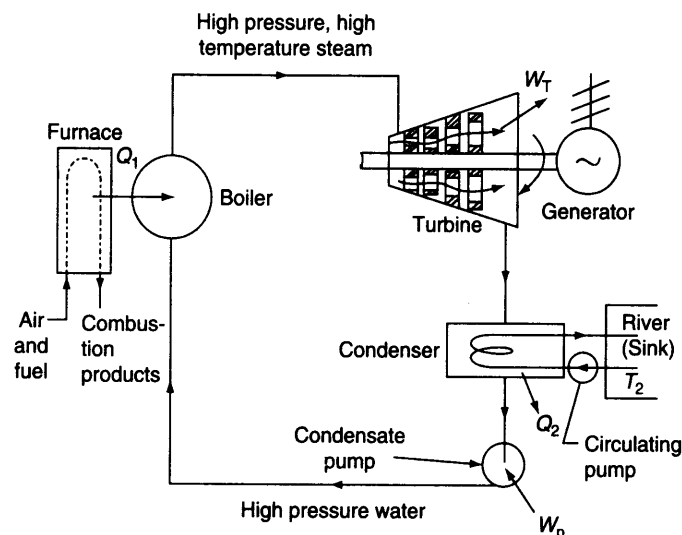 High pressure, high
temperature steam
W_T
Furnace
Q_1
Boiler
~
Turbine
Generator
Air
and
fuel
Combus-
tion
products
Condenser
River
(Sink)
T_2
Q_2
Circulating
pump
Condensate
pump
High pressure water
W_p